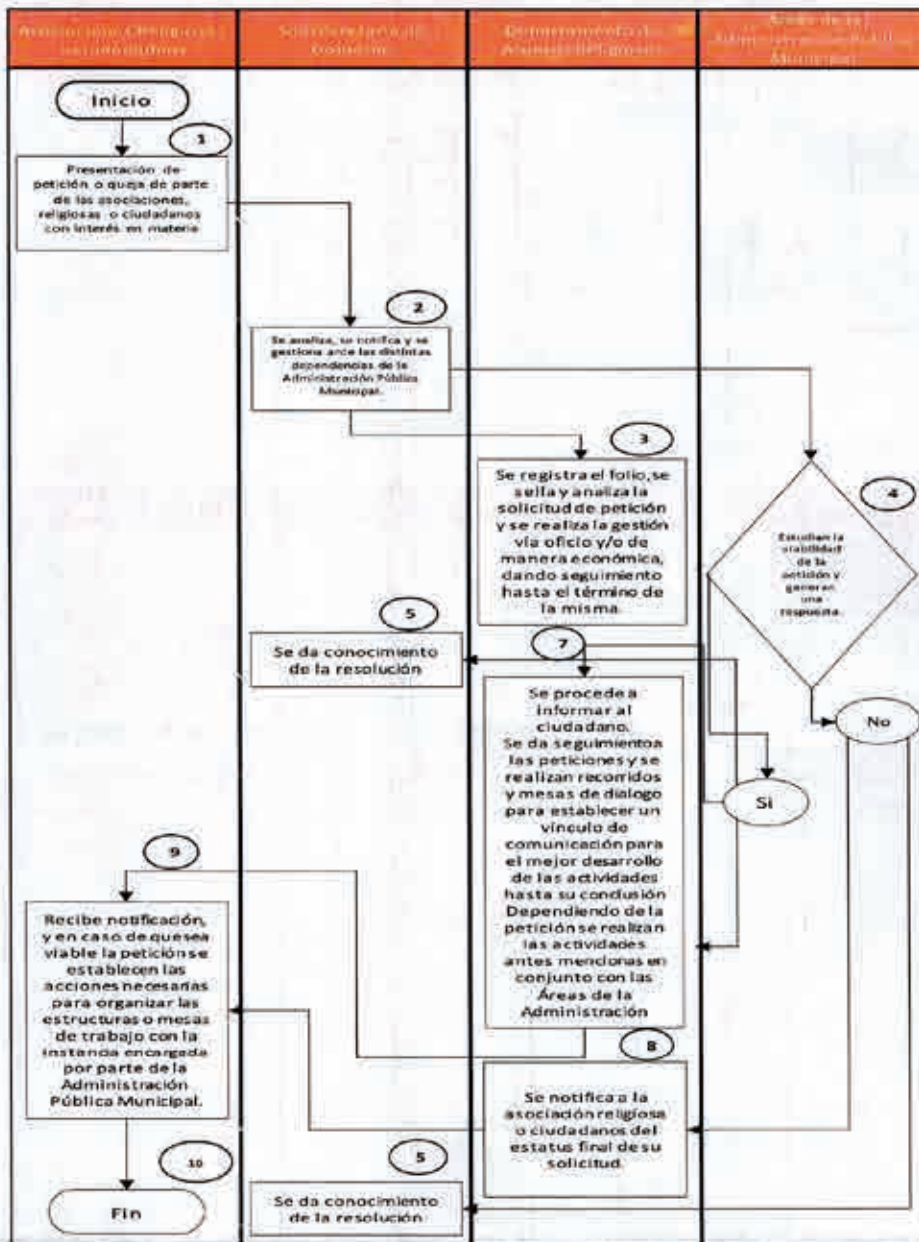 Inicio
1
Presentación de
petición o queja de parte
de las asociaciones,
religiosas o ciudadanos
con interés en materia
2
Se analiza, se notifica y se
gestiona ante las distintas
dependencias de la
Administración Pública
Municipal.
3
Se registra el folio, se
sella y analiza la
solicitud de petición
y se realiza la gestión
vía oficio y/o de
manera económica,
dando seguimiento
hasta el término de
la misma.
4
Estudian la
viabilidad
de la
petición y
generan
una
respuesta.
5
Se da conocimiento
de la resolución
7
Se procede a
informar al
ciudadano.
Se da seguimiento a
las peticiones y se
realizan recorridos
y mesas de diálogo
para establecer un
vínculo de
comunicación para
el mejor desarrollo
de las actividades
hasta su conclusión
Dependiendo de la
petición se realizan
las actividades
antes mencionas en
conjunto con las
Áreas de la
Administración
No
Si
9
Recibe notificación,
y en caso de que sea
viable la petición se
establecen las
acciones necesarias
para organizar las
estructuras o mesas
de trabajo con la
instancia encargada
por parte de la
Administración
Pública Municipal.
8
Se notifica a la
asociación religiosa
o ciudadanos del
estatus final de su
solicitud.
5
Se da conocimiento
de la resolución
10
Fin